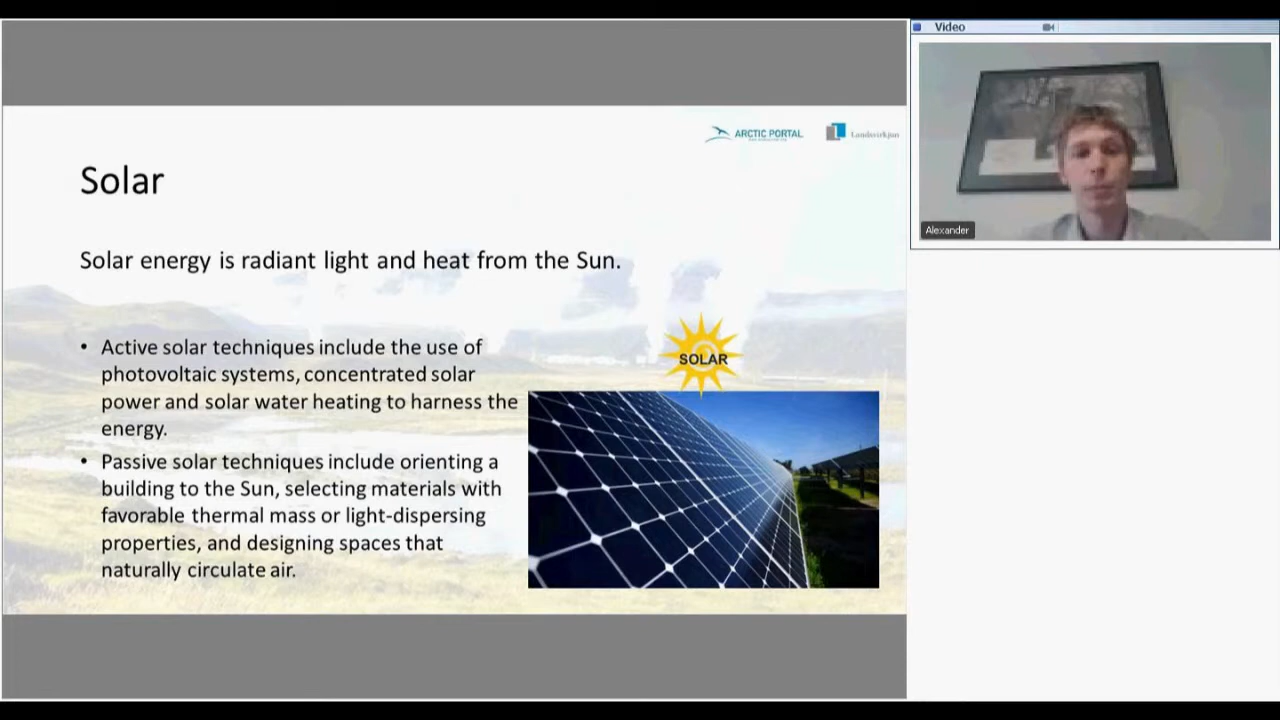 Video
ARCTIC PORTAL
Landsvirkjun
Solar
Alexander
Solar energy is radiant light and heat from the Sun.
• Active solar techniques include the use of
photovoltaic systems, concentrated solar
power and solar water heating to harness the
energy.
• Passive solar techniques include orienting a
building to the Sun, selecting materials with
favorable thermal mass or light-dispersing
properties, and designing spaces that
naturally circulate air.
SOLAR